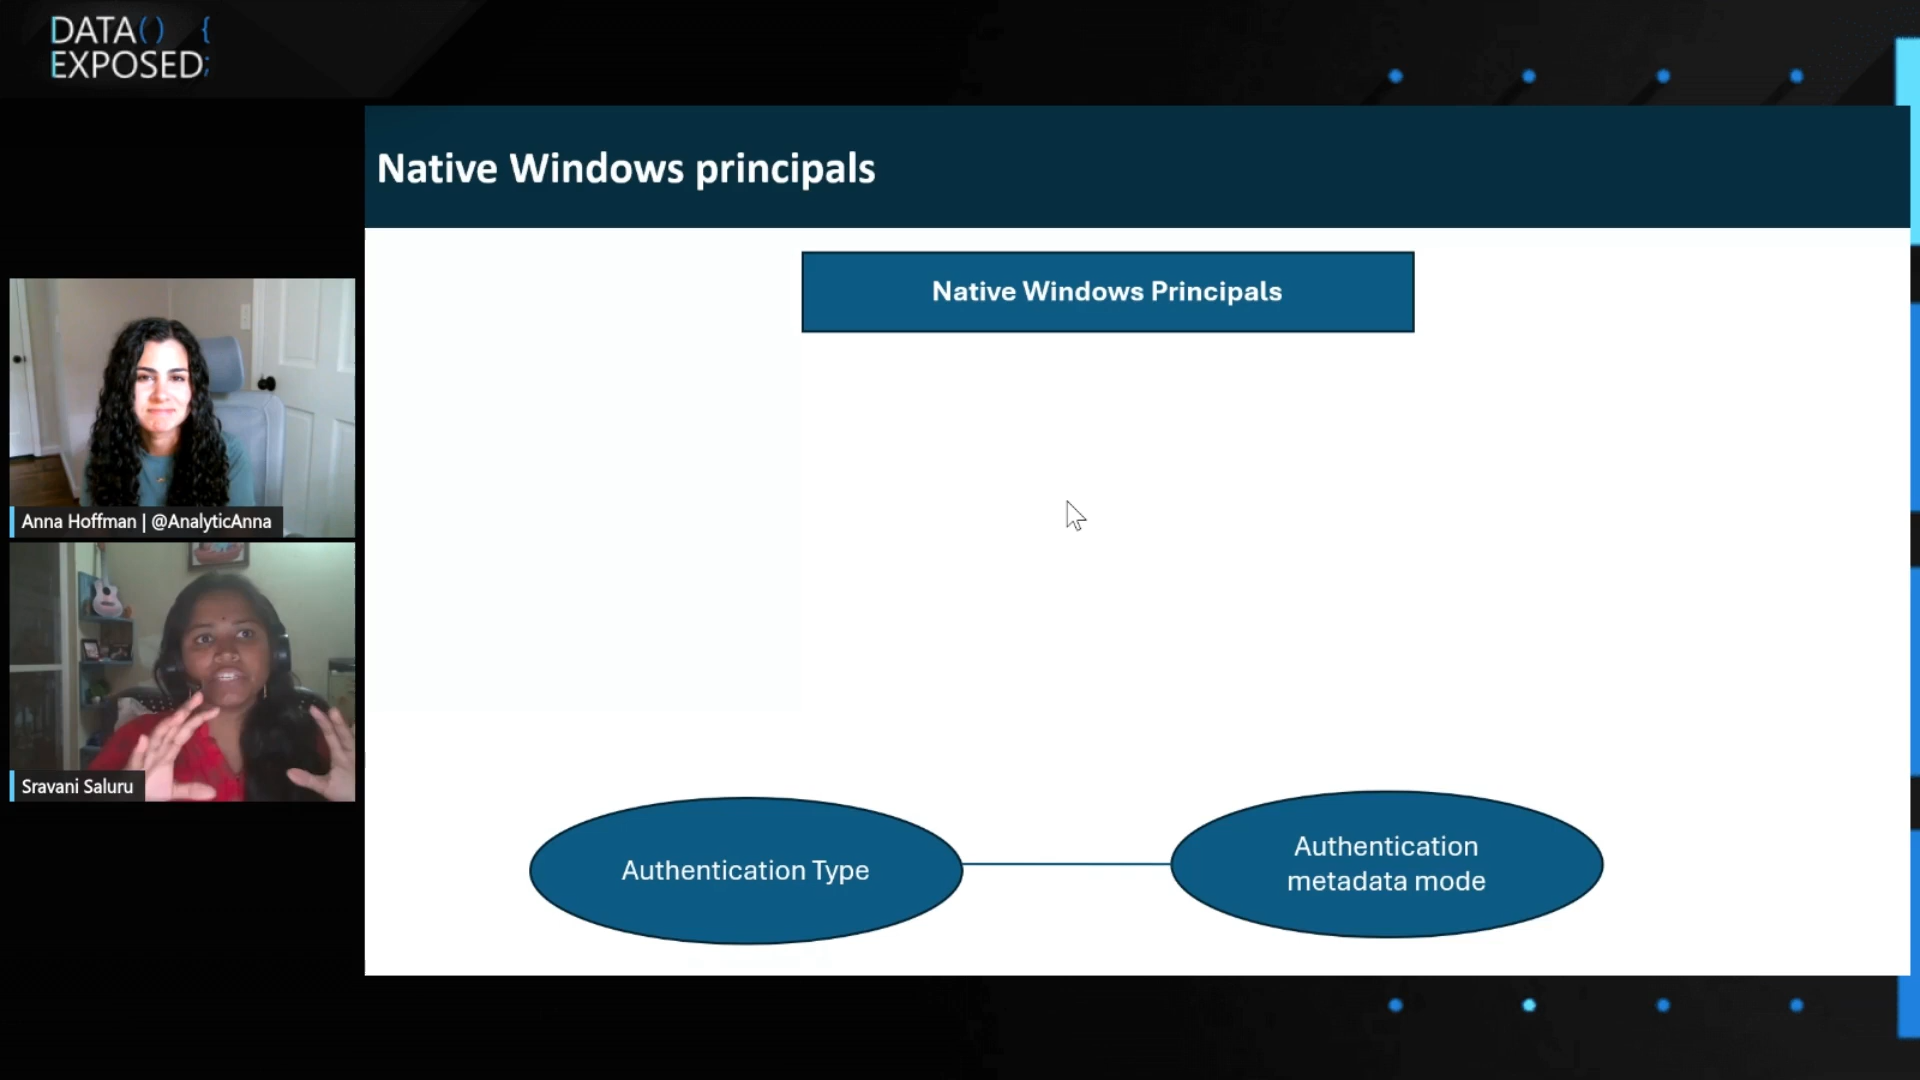 DATA() {
EXPOSED;
Native Windows principals
Native Windows Principals
Anna Hoffman | @AnalyticAnna
Sravani Saluru
Authentication Type
Authentication
metadata mode